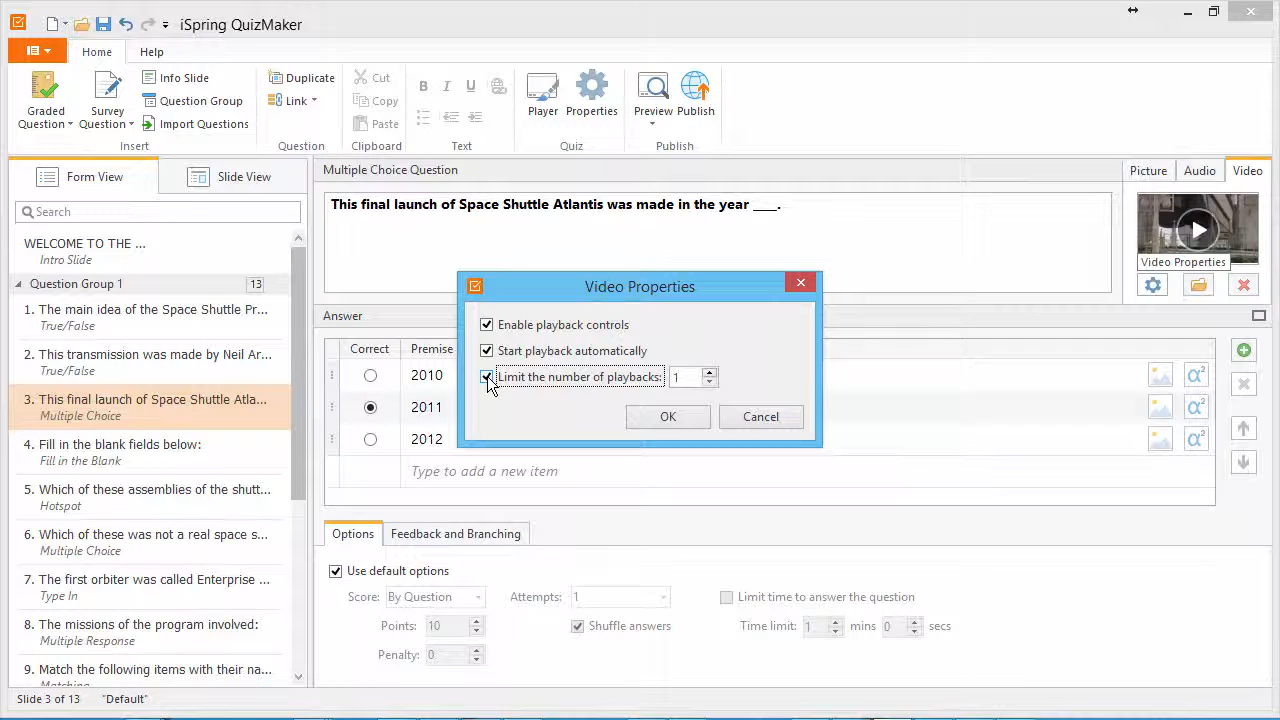 iSpring QuizMaker
Home
Help
Graded Question
Survey Question
Info Slide
Question Group
Import Questions
Insert
Duplicate
Link
Question
Cut
Copy
Paste
Clipboard
B I U
Text
Player
Properties
Quiz
Preview
Publish
Publish
Form View
Slide View
Search
WELCOME TO THE ...
Intro Slide
Question Group 1
13
1. The main idea of the Space Shuttle Pr...
True/False
2. This transmission was made by Neil Ar...
True/False
3. This final launch of Space Shuttle Atla...
Multiple Choice
4. Fill in the blank fields below:
Fill in the Blank
5. Which of these assemblies of the shutt...
Hotspot
6. Which of these was not a real space s...
Multiple Choice
7. The first orbiter was called Enterprise ...
Type In
8. The missions of the program involved:
Multiple Response
9. Match the following items with their na...
Matching
Multiple Choice Question
This final launch of Space Shuttle Atlantis was made in the year ____.
Picture
Audio
Video
Video Properties
Answer
Correct
Premise
2010
α²
2011
α²
2012
α²
Type to add a new item
Video Properties
Enable playback controls
Start playback automatically
Limit the number of playbacks: 1
OK
Cancel
Options
Feedback and Branching
Use default options
Score: By Question
Attempts: 1
Limit time to answer the question
Points: 10
Shuffle answers
Time limit: 1 mins 0 secs
Penalty: 0
Slide 3 of 13
"Default"